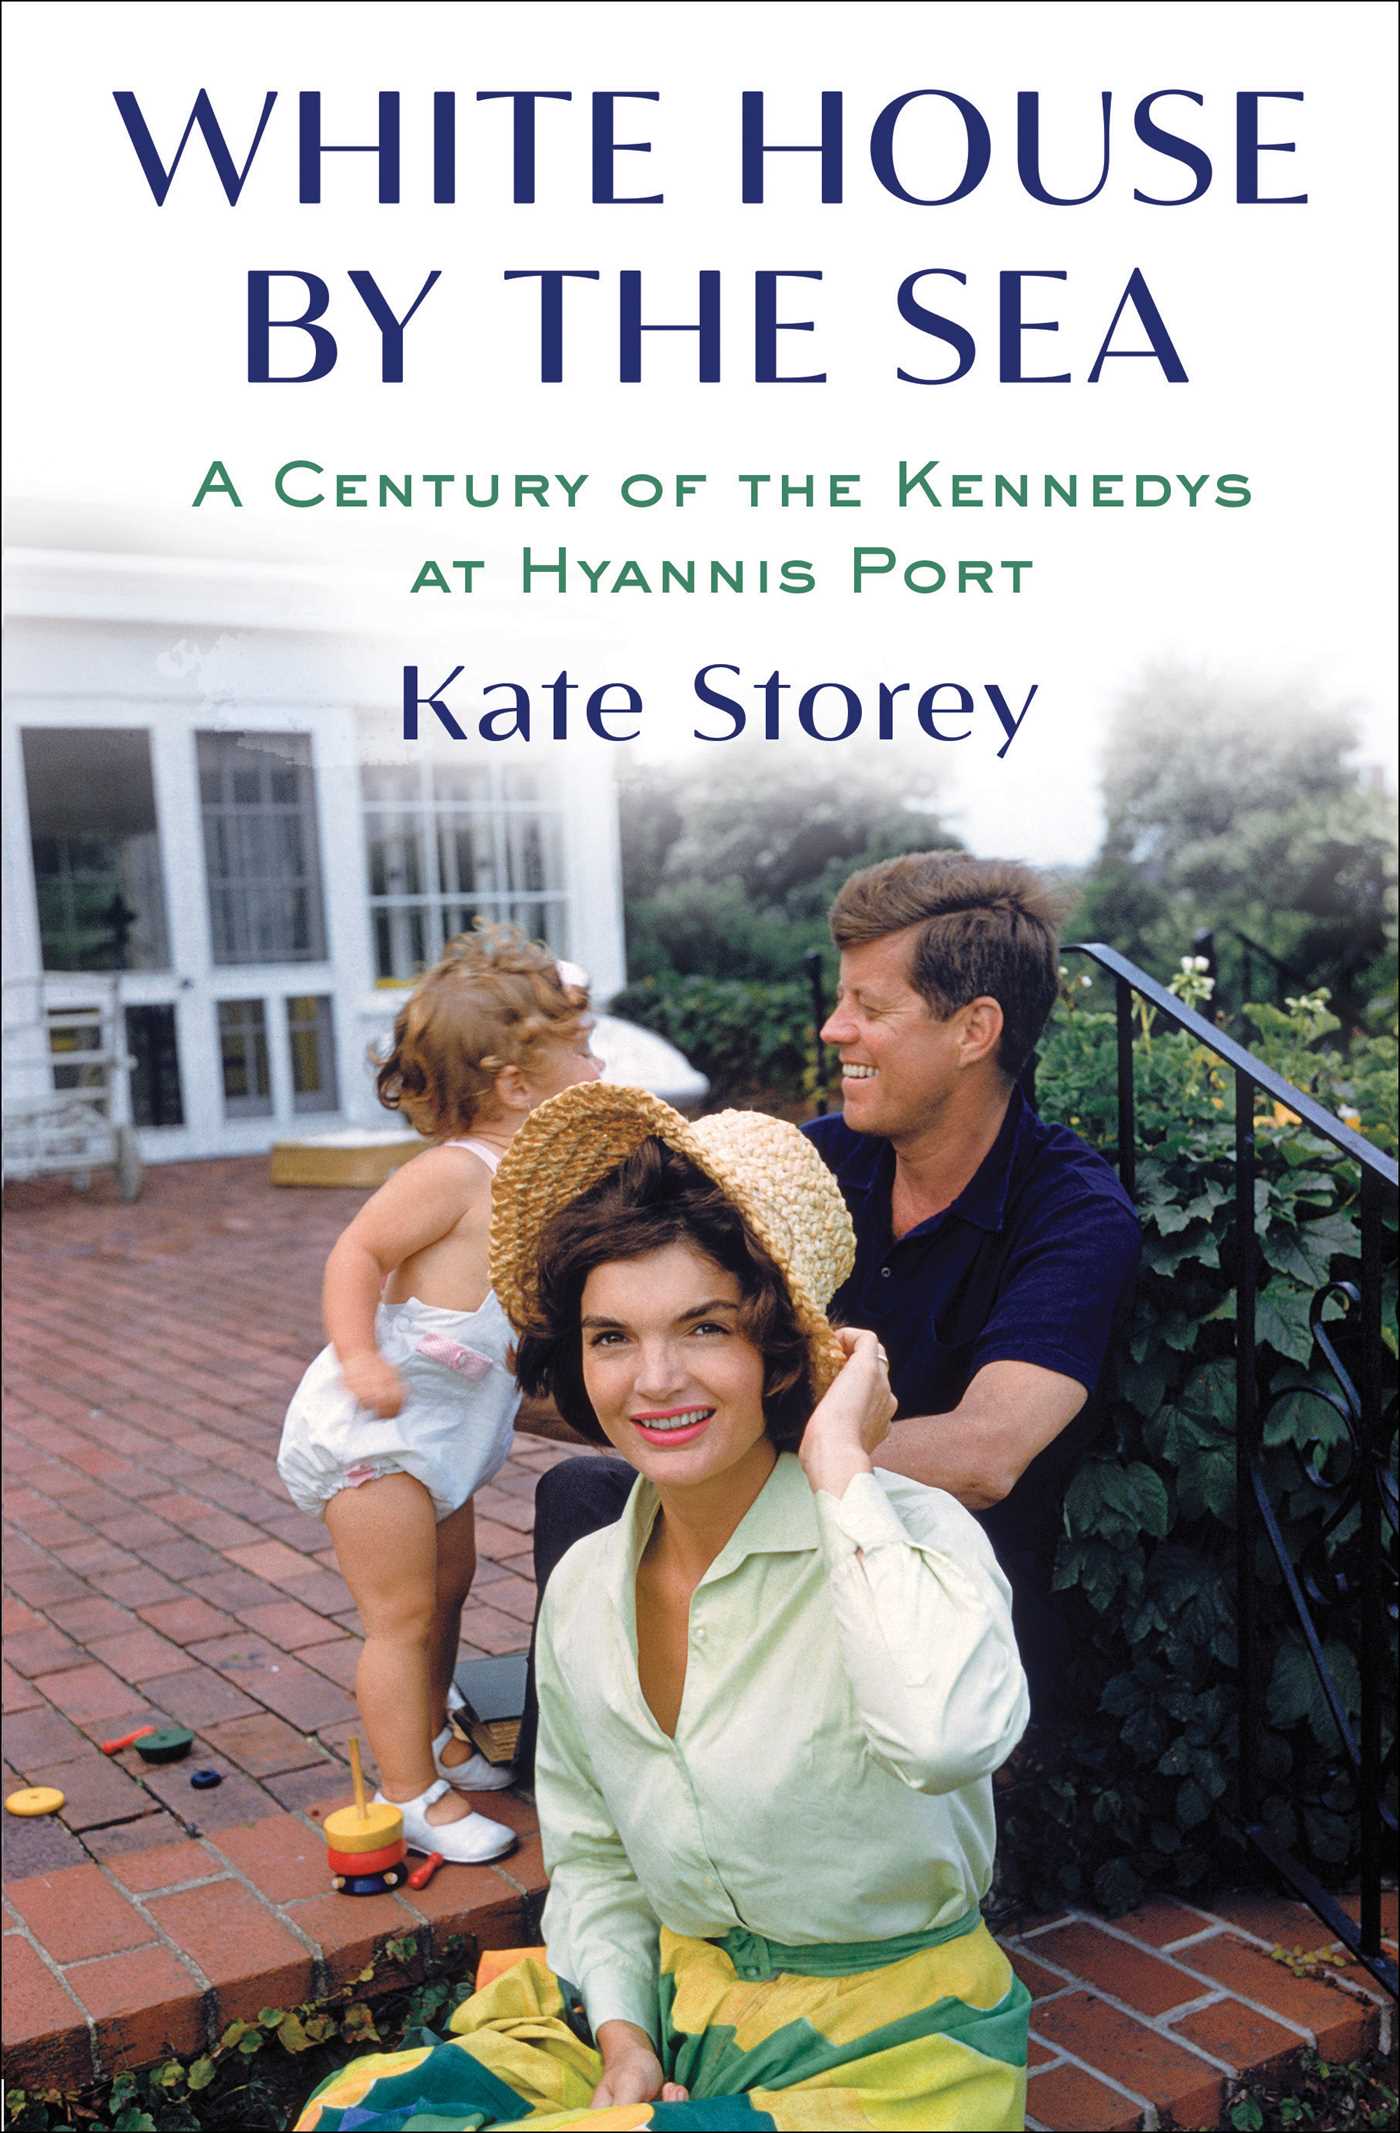 WHITE HOUSE
BY THE SEA
A CENTURY OF THE KENNEDYS
AT HYANNIS PORT
Kate Storey